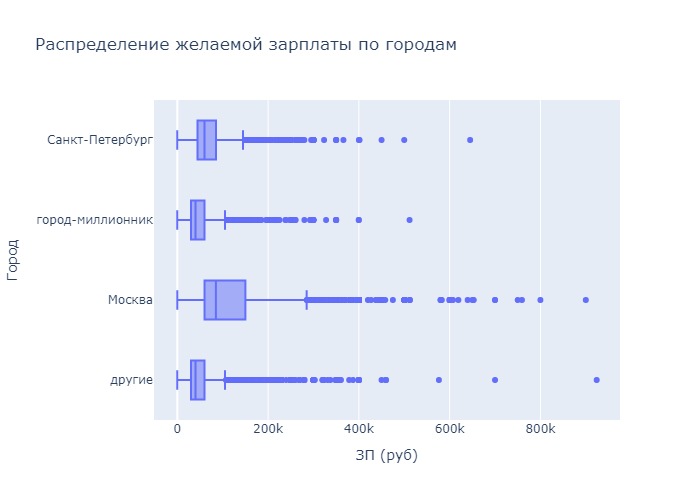 Распределение желаемой зарплаты по городам
Город
Санкт-Петербург
город-миллионник
Москва
другие
0
200k
400k
600k
800k
ЗП (руб)